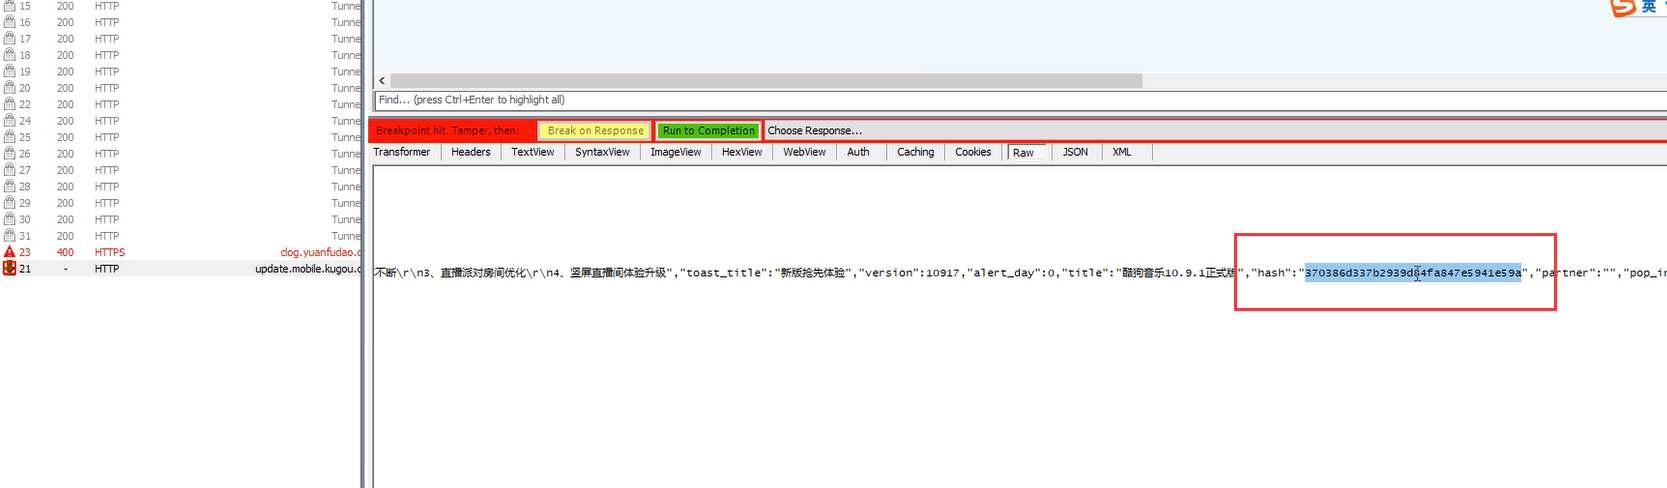 15 200 HTTP Tunne
16 200 HTTP Tunne
17 200 HTTP Tunne
18 200 HTTP Tunne
19 200 HTTP Tunne
20 200 HTTP Tunne
22 200 HTTP Tunne
24 200 HTTP Tunne
25 200 HTTP Tunne
26 200 HTTP Tunne
27 200 HTTP Tunne
28 200 HTTP Tunne
29 200 HTTP Tunne
30 200 HTTP Tunne
31 200 HTTP Tunne
23 400 HTTPS clog.yuanfudao.c
21 - HTTP update.mobile.kugou.c
英
Find... (press Ctrl+Enter to highlight all)
Breakpoint hit. Tamper, then: Break on Response Run to Completion Choose Response...
Transformer Headers TextView SyntaxView ImageView HexView WebView Auth Caching Cookies Raw JSON XML
不断\r\n3、直播派对房间优化\r\n4、竖屏直播间体验升级","toast_title":"新版抢先体验","version":10917,"alert_day":0,"title":"酷狗音乐10.9.1正式版","hash":"370386d337b2939d84fa847e5941e59a","partner":"","pop_in